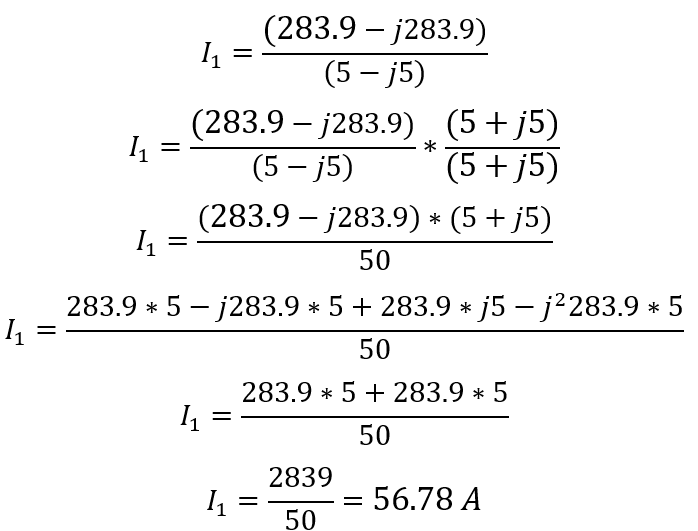 I₁ = (283.9 − j283.9) / (5 − j5)
I₁ = (283.9 − j283.9) / (5 − j5) * (5 + j5) / (5 + j5)
I₁ = (283.9 − j283.9) * (5 + j5) / 50
I₁ = 283.9 * 5 − j283.9 * 5 + 283.9 * j5 − j²283.9 * 5 / 50
I₁ = 283.9 * 5 + 283.9 * 5 / 50
I₁ = 2839 / 50 = 56.78 A